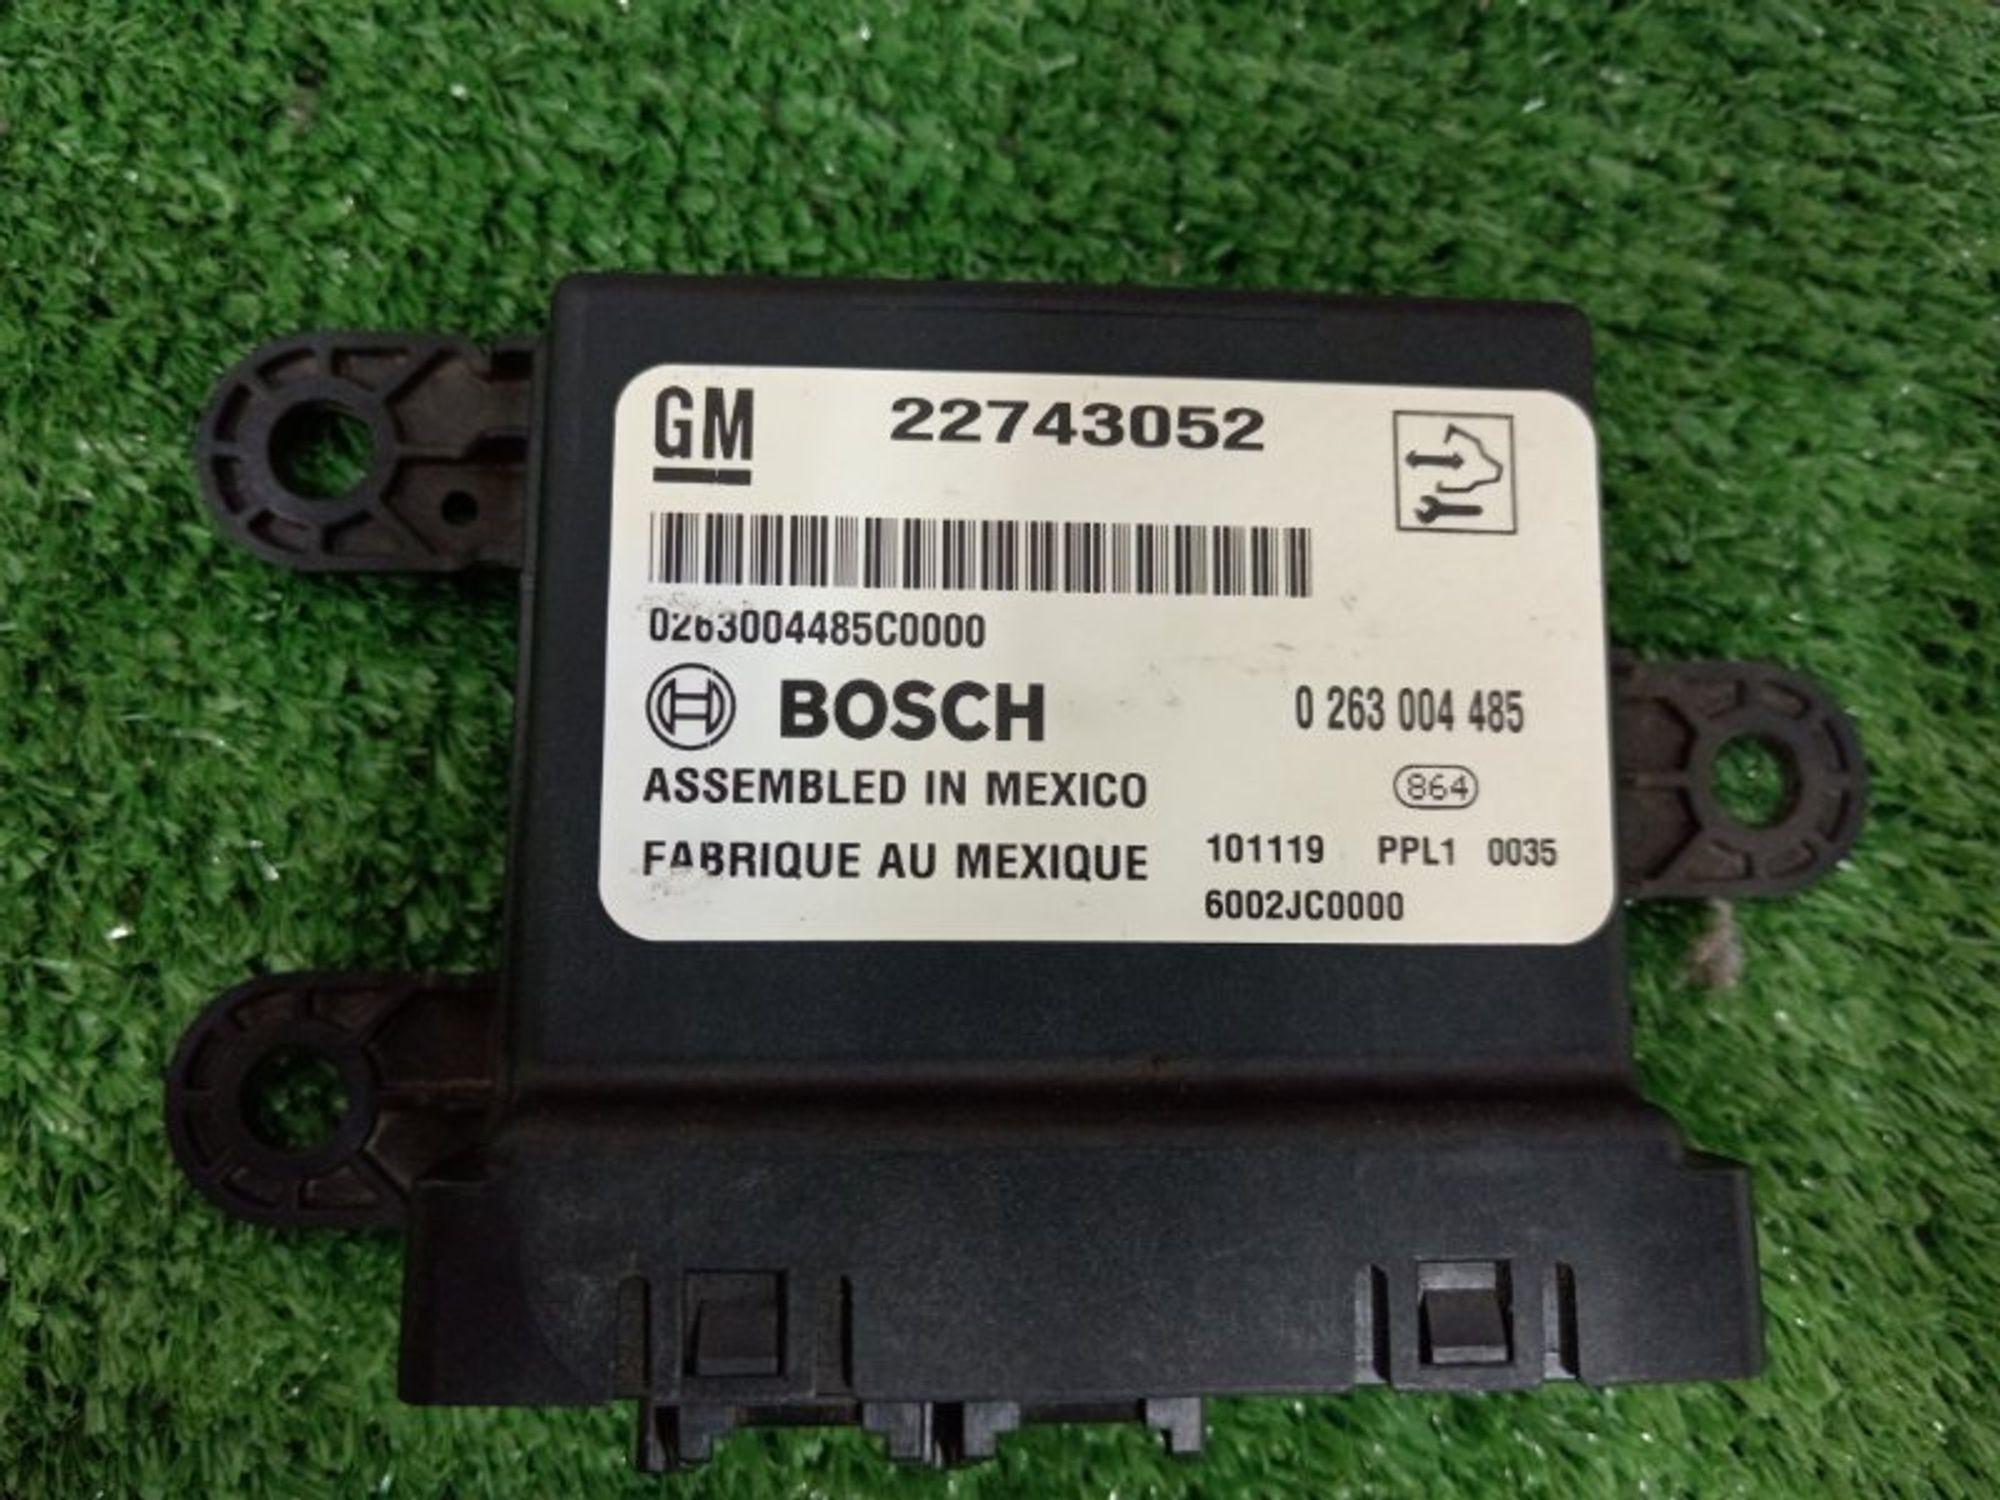 GM 22743052
0263004485C0000
BOSCH 0 263 004 485
ASSEMBLED IN MEXICO 864
FABRIQUE AU MEXIQUE 101119 PPL1 0035
6002JC0000